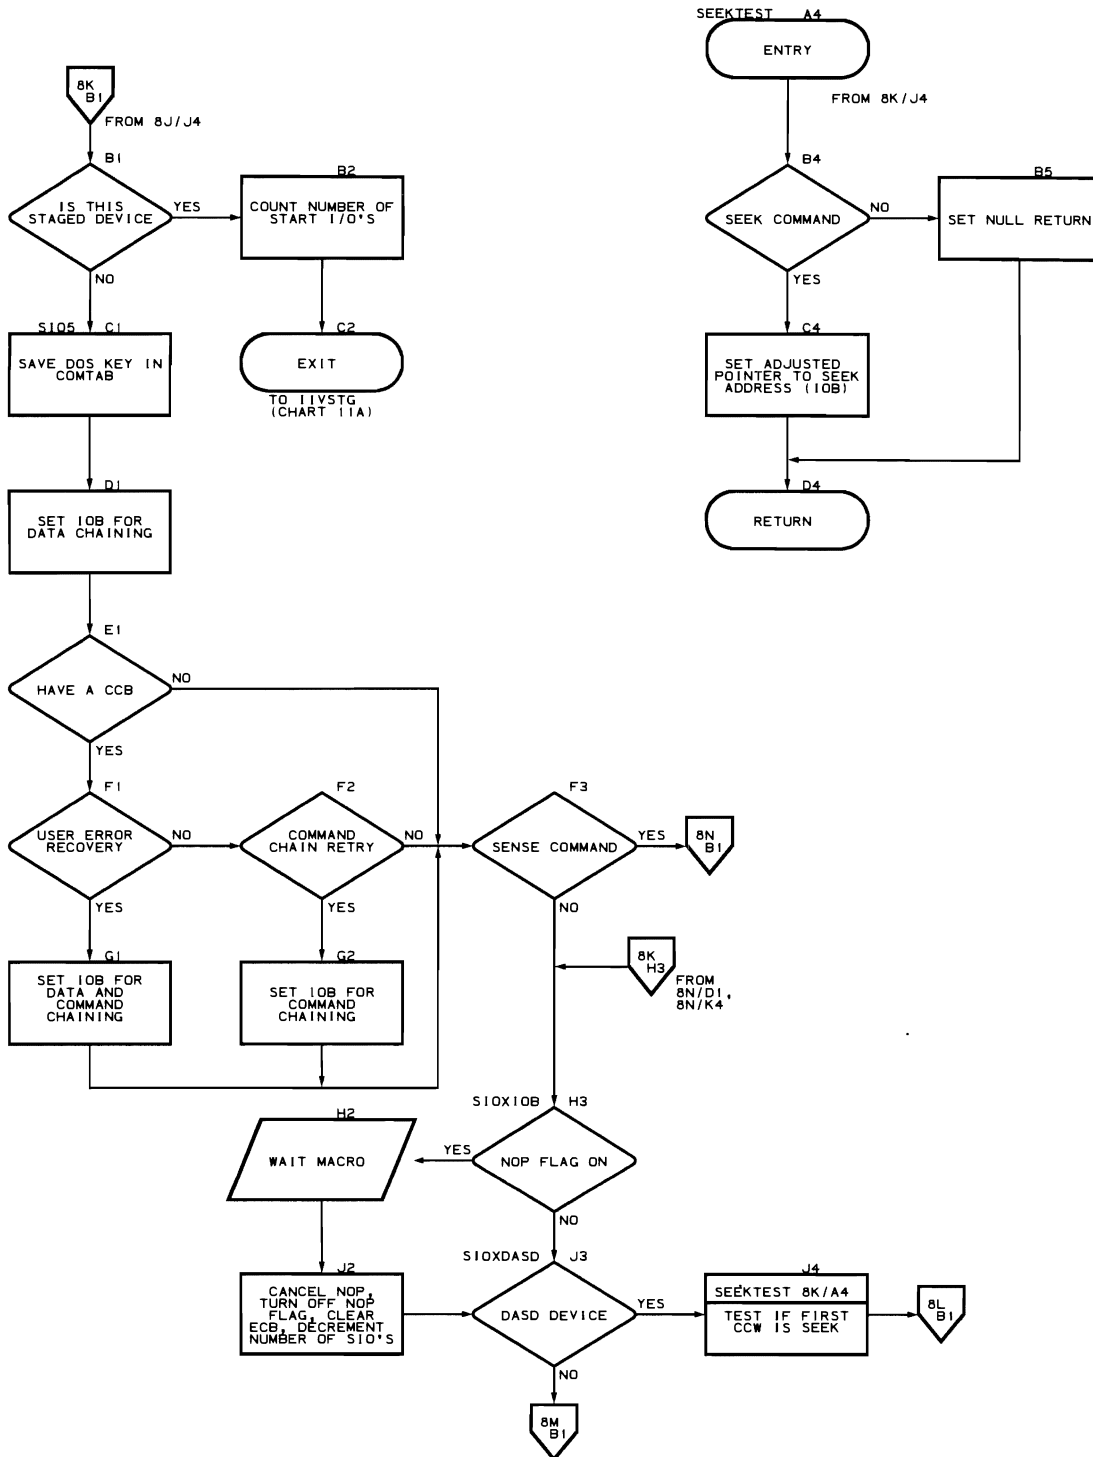 SEEKTEST A4
ENTRY
FROM 8K/J4
8K
B1
FROM 8J/J4
B1
IS THIS
STAGED DEVICE
YES
NO
B2
COUNT NUMBER OF
START I/O'S
C2
EXIT
TO IIVSTG
(CHART 11A)
B4
SEEK COMMAND
NO
YES
B5
SET NULL RETURN
C4
SET ADJUSTED
POINTER TO SEEK
ADDRESS (IOB)
D4
RETURN
SIO5 C1
SAVE DOS KEY IN
COMTAB
D1
SET IOB FOR
DATA CHAINING
E1
HAVE A CCB
NO
YES
F1
USER ERROR
RECOVERY
NO
YES
F2
COMMAND
CHAIN RETRY
NO
YES
F3
SENSE COMMAND
YES
NO
8N
B1
G1
SET IOB FOR
DATA AND
COMMAND
CHAINING
G2
SET IOB FOR
COMMAND
CHAINING
8K
H3
FROM
8N/D1,
8N/K4
H2
WAIT MACRO
SIOXIOB H3
NOP FLAG ON
YES
NO
J2
CANCEL NOP,
TURN OFF NOP
FLAG, CLEAR
ECB, DECREMENT
NUMBER OF SIO'S
SIOXDASD J3
DASD DEVICE
YES
NO
J4
SEEKTEST 8K/A4
TEST IF FIRST
CCW IS SEEK
8L
B1
8M
B1